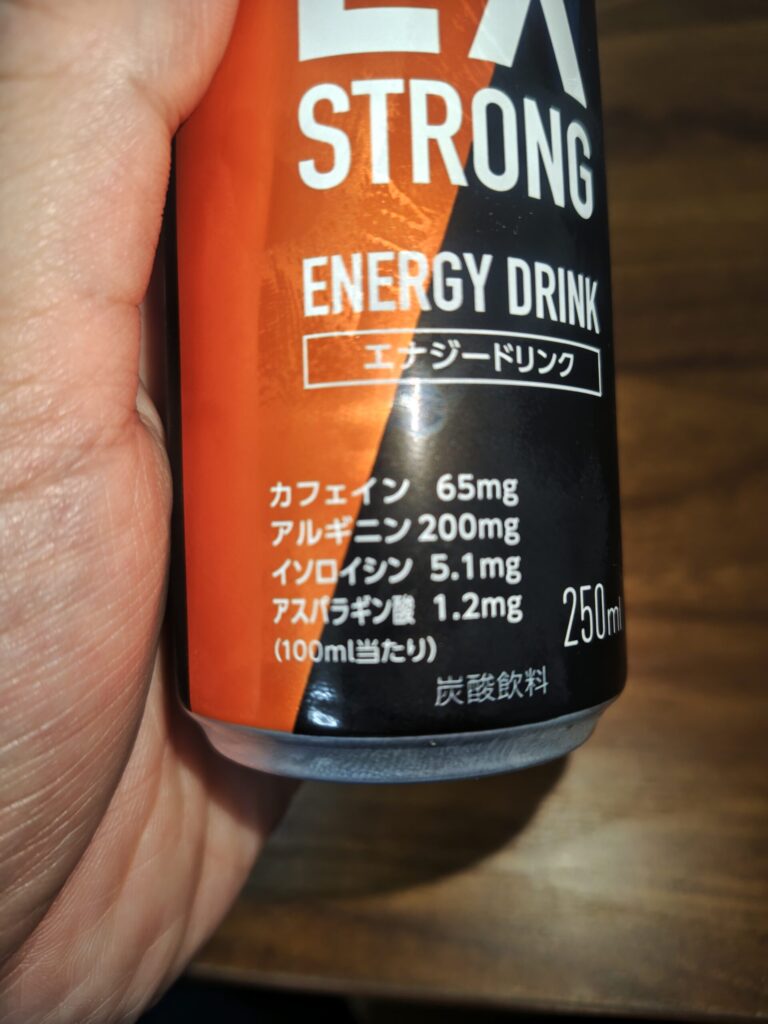 EX
STRONG
ENERGY DRINK
エナジードリンク
カフェイン 65mg
アルギニン 200mg
イソロイシン 5.1mg
アスパラギン酸 1.2mg
(100ml当たり)
250ml
炭酸飲料